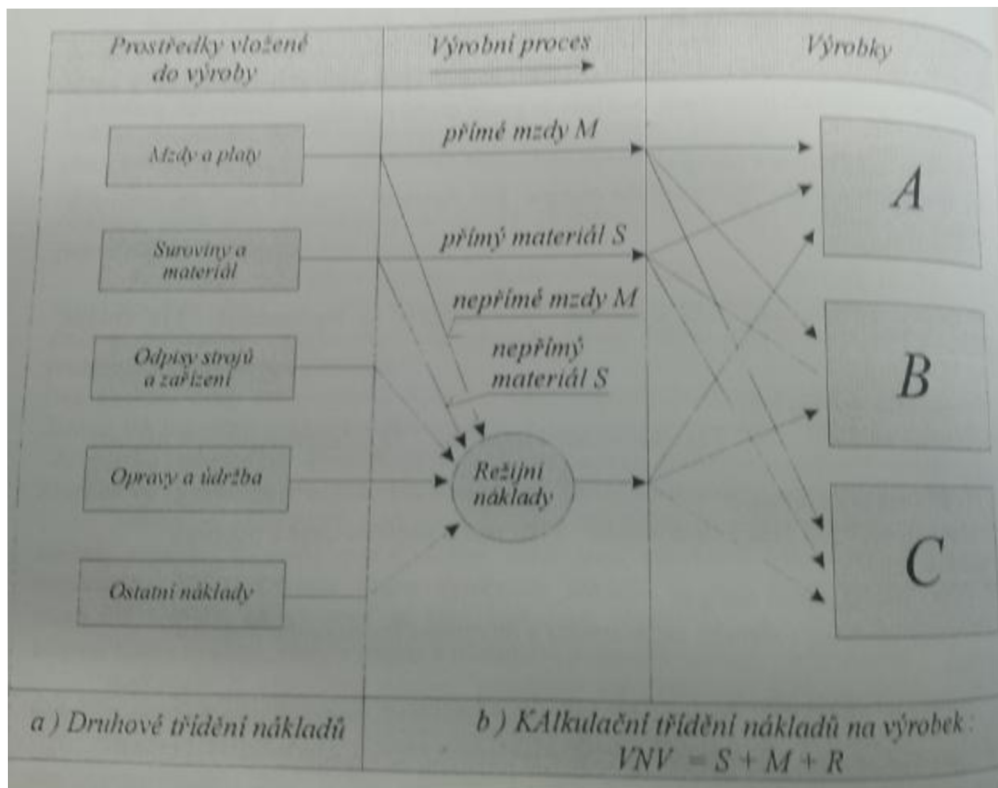 Prostředky vložené
do výroby
Výrobní proces
Výrobky
Mzdy a platy
přímé mzdy M
A
Suroviny a
materiál
přímý materiál S
nepřímé mzdy M
nepřímý
materiál S
Odpisy strojů
a zařízení
B
Opravy a údržba
Režijní
náklady
Ostatní náklady
C
a ) Druhové třídění nákladů
b ) KAlkulační třídění nákladů na výrobek :
VNV = S + M + R